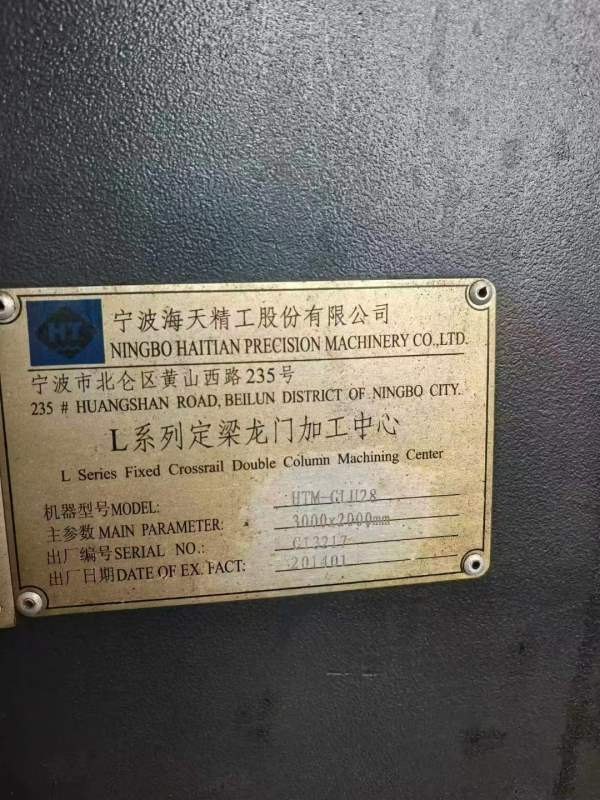 HT
宁波海天精工股份有限公司
NINGBO HAITIAN PRECISION MACHINERY CO.,LTD.
宁波市北仑区黄山西路235号
235 # HUANGSHAN ROAD, BEILUN DISTRICT OF NINGBO CITY.
L系列定梁龙门加工中心
L Series Fixed Crossrail Double Column Machining Center
机器型号MODEL:
主参数 MAIN PARAMETER: 3000x2000mm
出厂编号SERIAL NO.:
出厂日期DATE OF EX. FACT: 201401